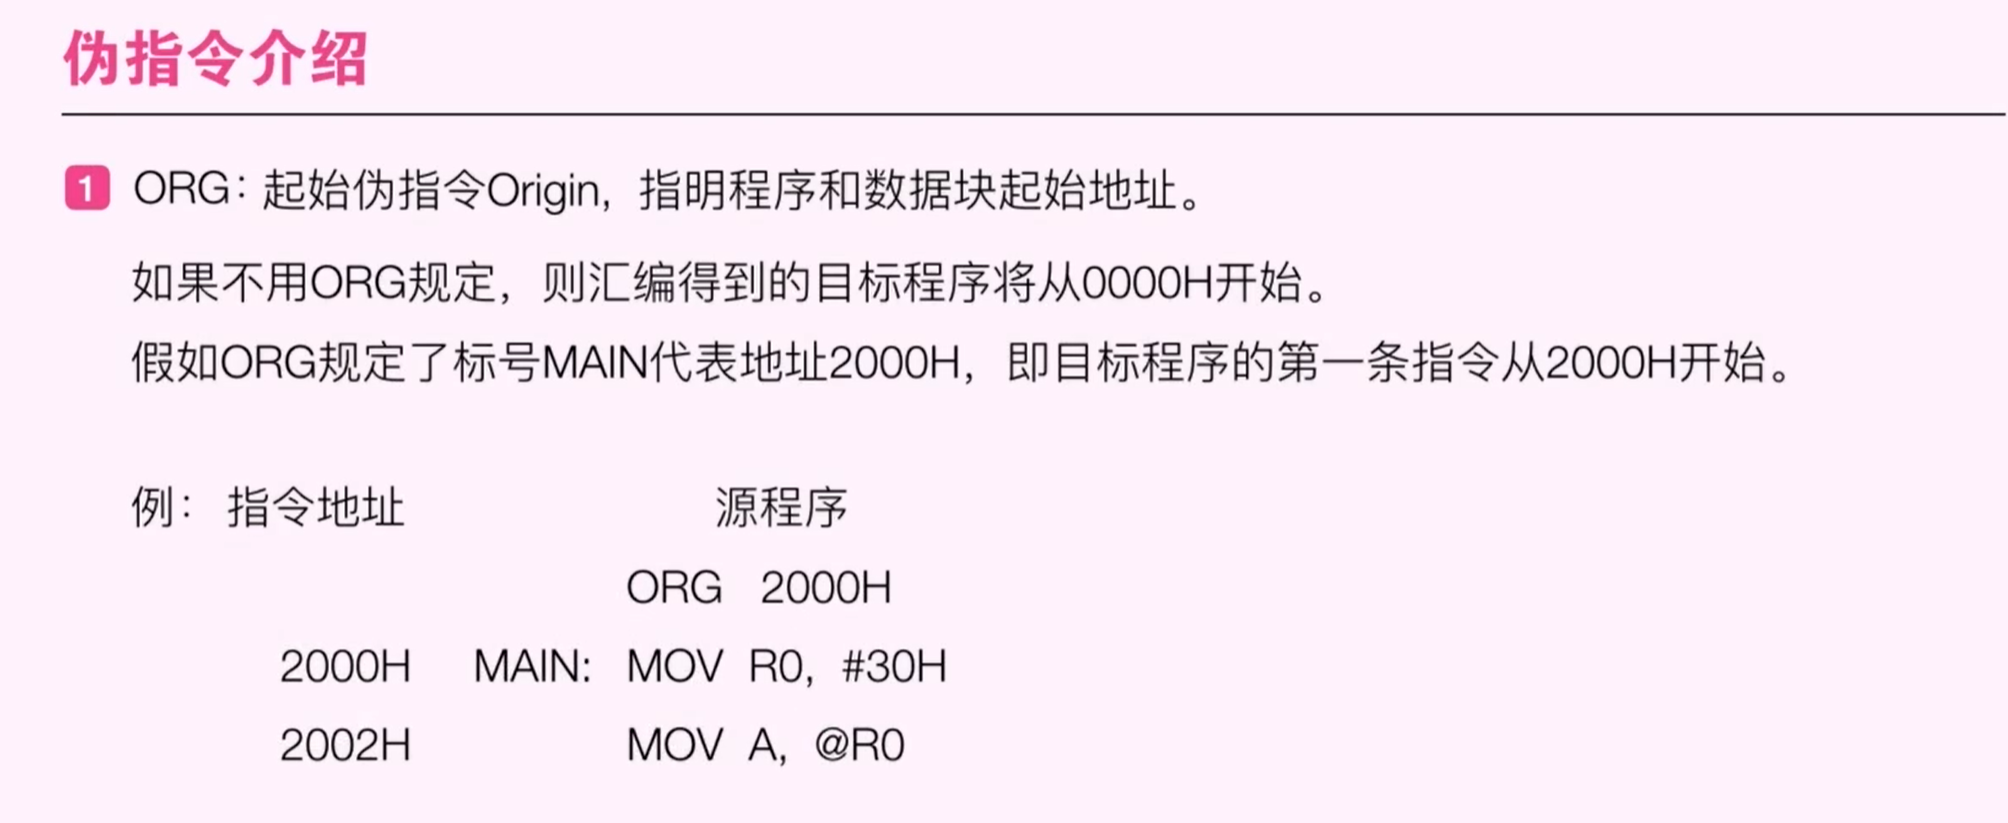 伪指令介绍
1 ORG：起始伪指令Origin，指明程序和数据块起始地址。
如果不用ORG规定，则汇编得到的目标程序将从0000H开始。
假如ORG规定了标号MAIN代表地址2000H，即目标程序的第一条指令从2000H开始。
例： 指令地址 源程序
ORG 2000H
2000H MAIN: MOV R0, #30H
2002H MOV A, @R0